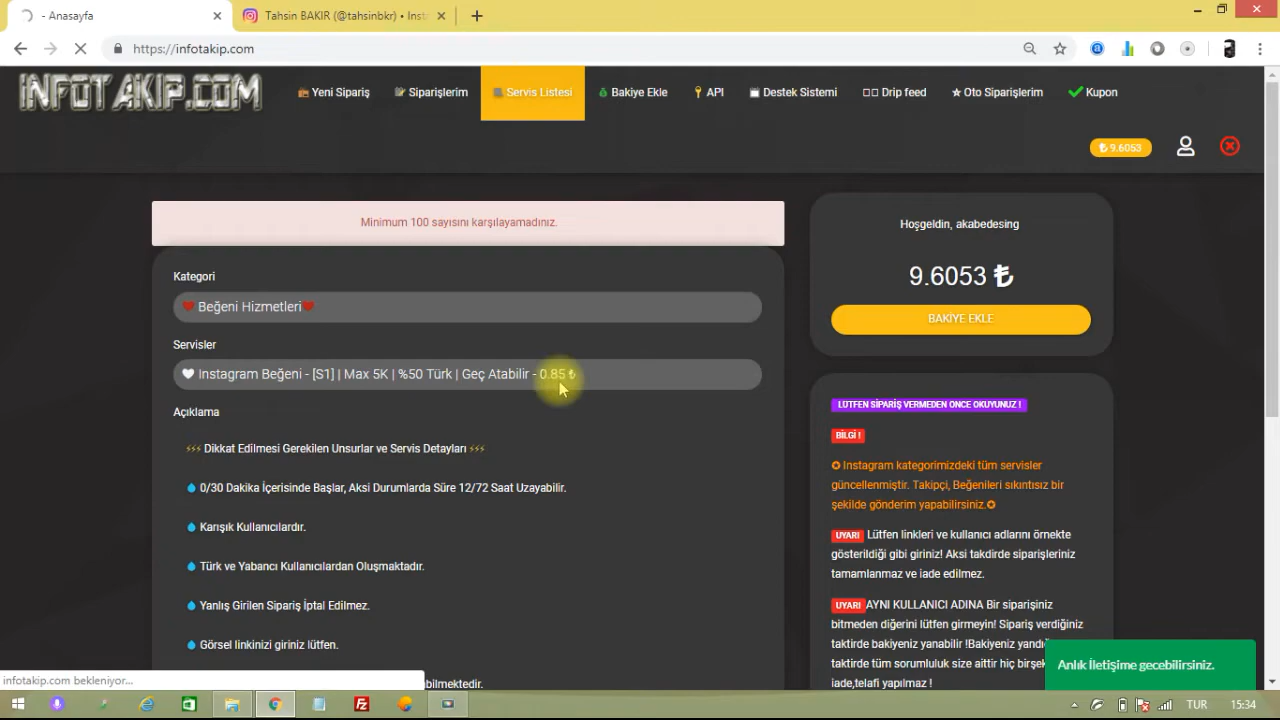 - Anasayfa
Tahsin BAKIR (@tahsinbkr) • Inst
https://infotakip.com
INFOTAKIP.COM
Yeni Sipariş
Siparişlerim
Servis Listesi
Bakiye Ekle
API
Destek Sistemi
Drip feed
Oto Siparişlerim
Kupon
₺ 9.6053
Minimum 100 sayısını karşılayamadınız.
Kategori
Beğeni Hizmetleri
Servisler
Instagram Beğeni - [S1] | Max 5K | %50 Türk | Geç Atabilir - 0.85 ₺
Açıklama
Dikkat Edilmesi Gerekilen Unsurlar ve Servis Detayları
0/30 Dakika İçerisinde Başlar, Aksi Durumlarda Süre 12/72 Saat Uzayabilir.
Karışık Kullanıcılardır.
Türk ve Yabancı Kullanıcılardan Oluşmaktadır.
Yanlış Girilen Sipariş İptal Edilmez.
Görsel linkinizi giriniz lütfen.
Hoşgeldin, akabedesing
9.6053 ₺
BAKİYE EKLE
LÜTFEN SİPARİŞ VERMEDEN ÖNCE OKUYUNUZ !
BİLGİ !
Instagram kategorimizdeki tüm servisler
güncellenmiştir. Takipçi, Beğenileri sıkıntısız bir
şekilde gönderim yapabilirsiniz.
UYARI Lütfen linkleri ve kullanıcı adlarını örnekte
gösterildiği gibi giriniz! Aksi takdirde siparişleriniz
tamamlanmaz ve iade edilmez.
UYARI AYNI KULLANICI ADINA Bir siparişiniz
bitmeden diğerini lütfen girmeyin! Sipariş verdiğiniz
taktirde bakiyeniz yanabilir !Bakiyeniz
taktirde tüm sorumluluk size aittir hiç
iade,telafi yapılmaz !
Anlık İletişime gecebilirsiniz.
infotakip.com bekleniyor...
TUR
15:34